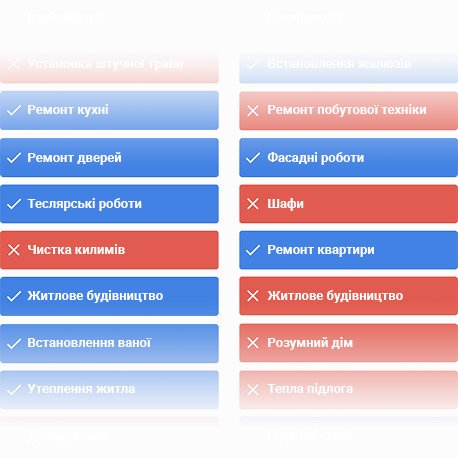 Установка штучної трави
Встановлення жалюзів
Ремонт кухні
Ремонт побутової техніки
Ремонт дверей
Фасадні роботи
Теслярські роботи
Шафи
Чистка килимів
Ремонт квартири
Житлове будівництво
Житлове будівництво
Встановлення ваної
Розумний дім
Утеплення житла
Тепла підлога